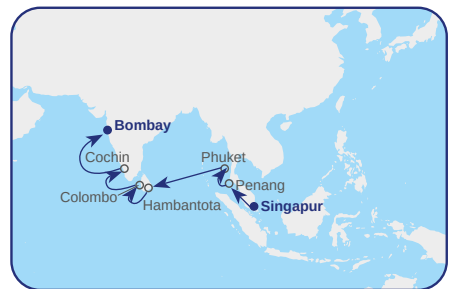 Bombay
Cochin
Phuket
Colombo
Penang
Hambantota
Singapur